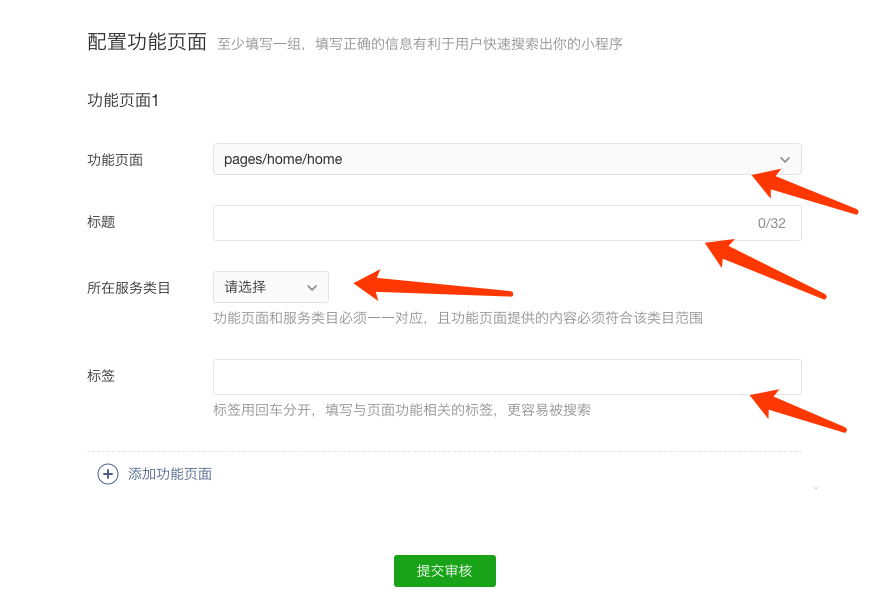 配置功能页面 至少填写一组，填写正确的信息有利于用户快速搜索出你的小程序
功能页面1
功能页面 pages/home/home
标题 0/32
所在服务类目 请选择
功能页面和服务类目必须一一对应，且功能页面提供的内容必须符合该类目范围
标签
标签用回车分开，填写与页面功能相关的标签，更容易被搜索
添加功能页面
提交审核